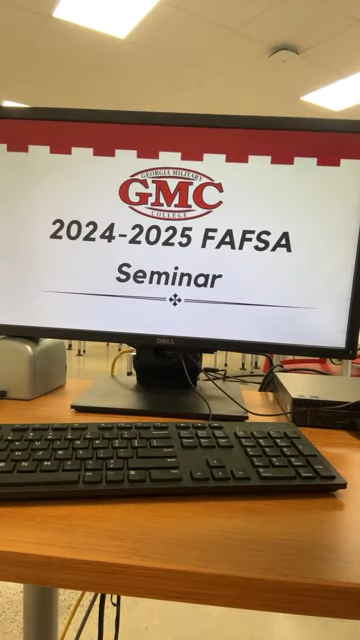 GEORGIA MILITARY
GMC
COLLEGE
2024-2025 FAFSA
Seminar
DELL